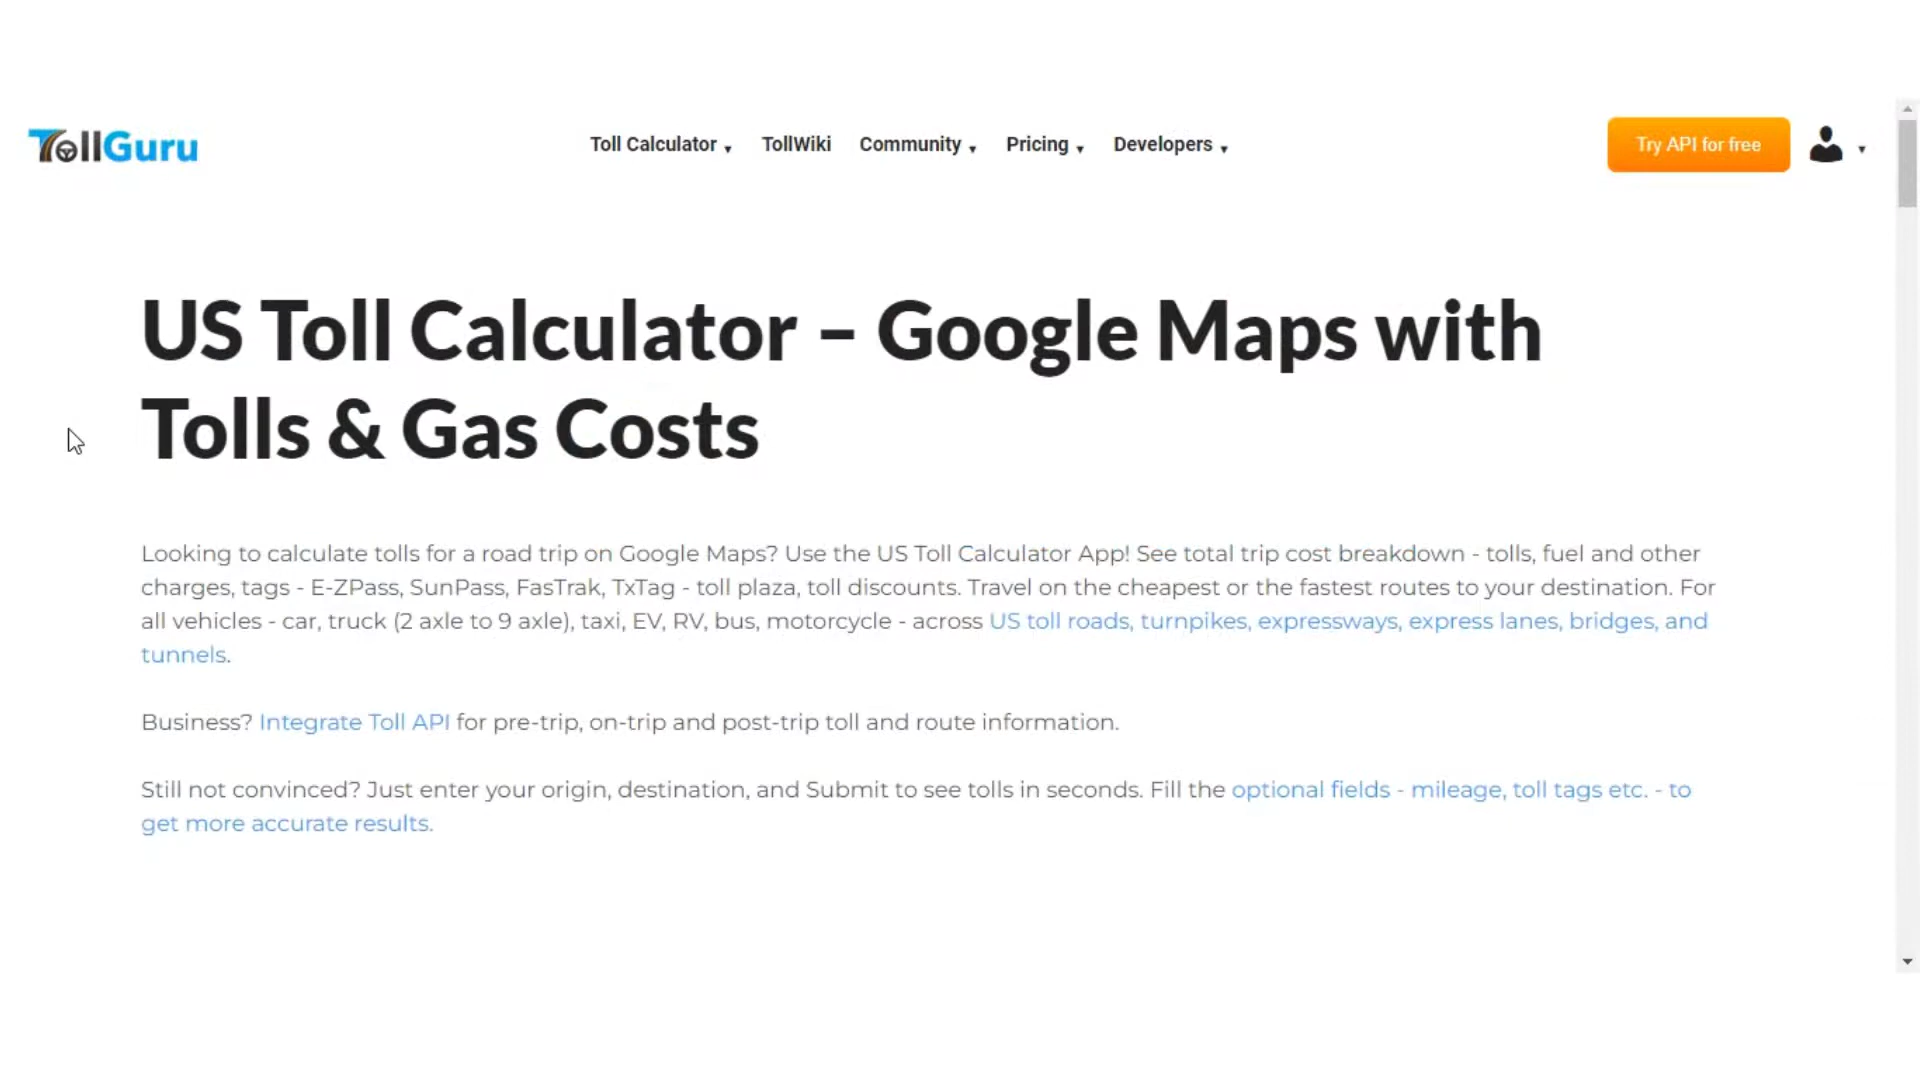 TollGuru
Toll Calculator
TollWiki
Community
Pricing
Developers
Try API for free
US Toll Calculator – Google Maps with
Tolls & Gas Costs
Looking to calculate tolls for a road trip on Google Maps? Use the US Toll Calculator App! See total trip cost breakdown - tolls, fuel and other
charges, tags - E-ZPass, SunPass, FasTrak, TxTag - toll plaza, toll discounts. Travel on the cheapest or the fastest routes to your destination. For
all vehicles - car, truck (2 axle to 9 axle), taxi, EV, RV, bus, motorcycle - across US toll roads, turnpikes, expressways, express lanes, bridges, and
tunnels.
Business? Integrate Toll API for pre-trip, on-trip and post-trip toll and route information.
Still not convinced? Just enter your origin, destination, and Submit to see tolls in seconds. Fill the optional fields - mileage, toll tags etc. - to
get more accurate results.